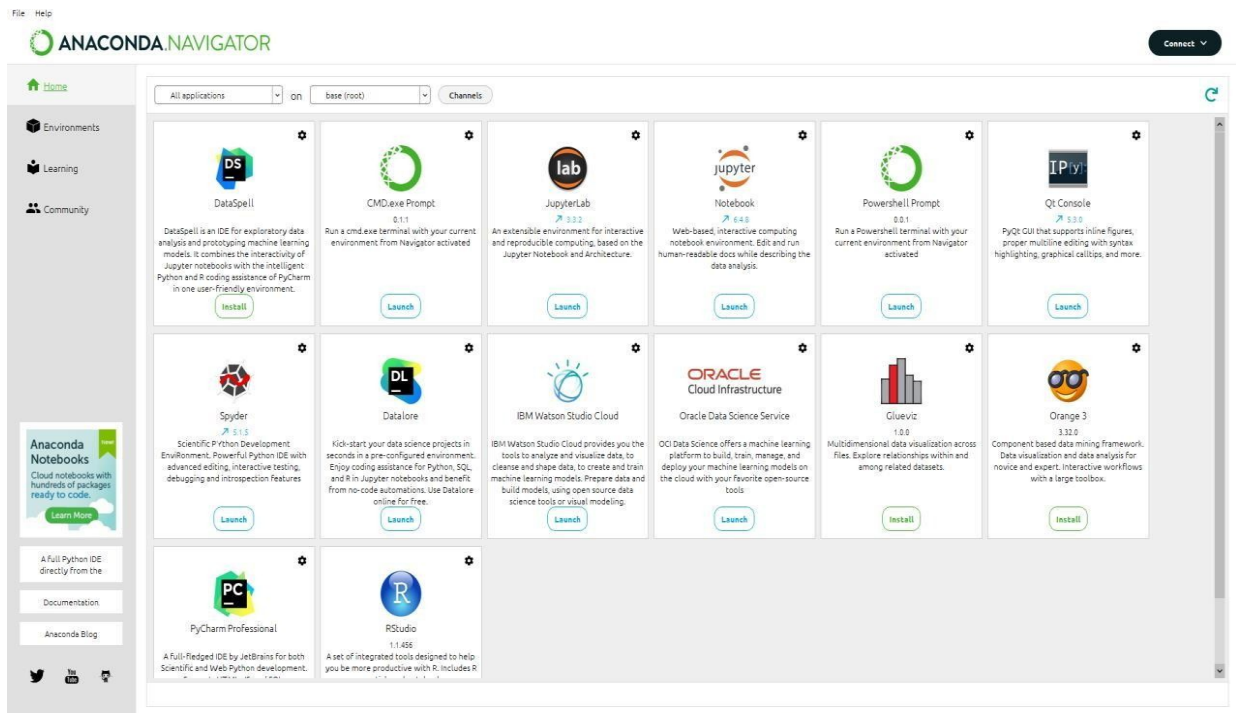 File Help
ANACONDA.NAVIGATOR
Connect
Home
Environments
Learning
Community
Anaconda
Notebooks
New
Cloud notebooks with
hundreds of packages
ready to code.
Learn More
A Full Python IDE
directly from the
Documentation
Anaconda Blog
You
Tube
All applications on base (root) Channels
DS
DataSpell
DataSpell is an IDE for exploratory data
analysis and prototyping machine learning
models. It combines the interactivity of
Jupyter notebooks with the intelligent
Python and R coding assistance of PyCharm
in one user-friendly environment.
Install
CMD.exe Prompt
0.1.1
Run a cmd.exe terminal with your current
environment from Navigator activated
Launch
lab
JupyterLab
3.3.2
An extensible environment for interactive
and reproducible computing, based on the
Jupyter Notebook and Architecture.
Launch
jupyter
Notebook
6.4.8
Web-based, interactive computing
notebook environment. Edit and run
human-readable docs while describing the
data analysis.
Launch
Powershell Prompt
0.0.1
Run a Powershell terminal with your
current environment from Navigator
activated
Launch
IP[y]:
Qt Console
5.3.0
PyQt GUI that supports inline figures,
proper multiline editing with syntax
highlighting, graphical calltips, and more.
Launch
Spyder
5.1.5
Scientific PYthon Development
EnviRonment. Powerful Python IDE with
advanced editing, interactive testing,
debugging and introspection features
Launch
DL
Datalore
Kick-start your data science projects in
seconds in a pre-configured environment.
Enjoy coding assistance for Python, SQL,
and R in Jupyter notebooks and benefit
from no-code automations. Use Datalore
online for free.
Launch
IBM Watson Studio Cloud
IBM Watson Studio Cloud provides you the
tools to analyze and visualize data, to
cleanse and shape data, to create and train
machine learning models. Prepare data and
build models, using open source data
science tools or visual modeling.
Launch
ORACLE
Cloud Infrastructure
Oracle Data Science Service
OCI Data Science offers a machine learning
platform to build, train, manage, and
deploy your machine learning models on
the cloud with your favorite open-source
tools
Launch
Glueviz
1.0.0
Multidimensional data visualization across
files. Explore relationships within and
among related datasets.
Install
Orange 3
3.32.0
Component based data mining framework.
Data visualization and data analysis for
novice and expert. Interactive workflows
with a large toolbox.
Install
PC
PyCharm Professional
A full-fledged IDE by JetBrains for both
Scientific and Web Python development.
R
RStudio
1.1.456
A set of integrated tools designed to help
you be more productive with R. Includes R